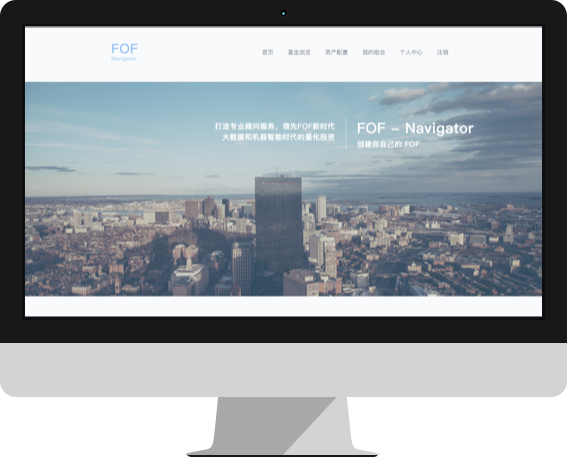 FOF
Navigator
首页 基金浏览 资产配置 我的组合 个人中心 注销
打造专业顾问服务，领先FOF新时代
大数据和机器智能时代的量化投资
FOF – Navigator
创建你自己的 FOF